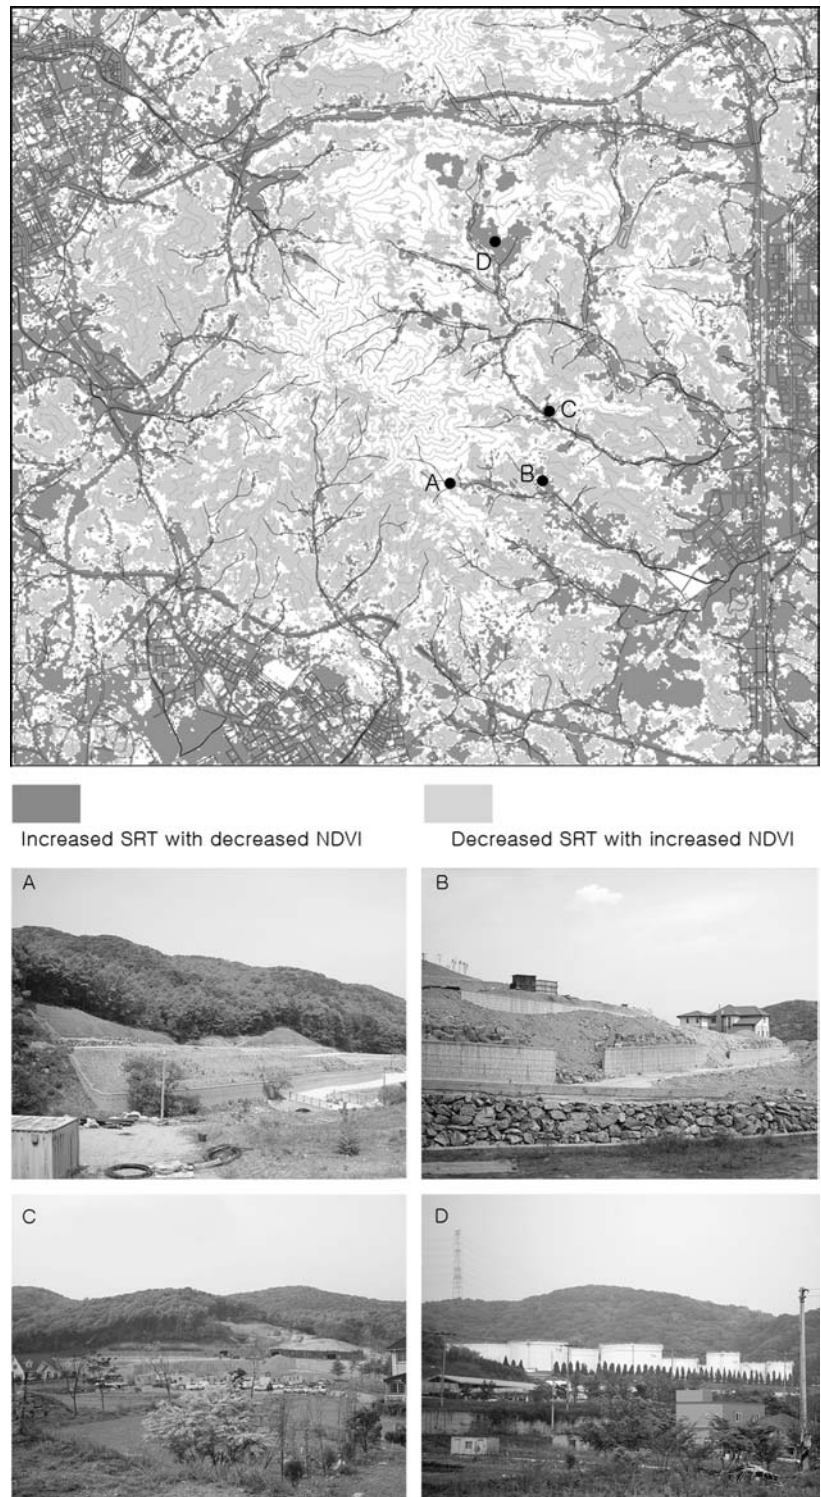 D
C
A
B
Increased SRT with decreased NDVI
Decreased SRT with increased NDVI
A
B
C
D